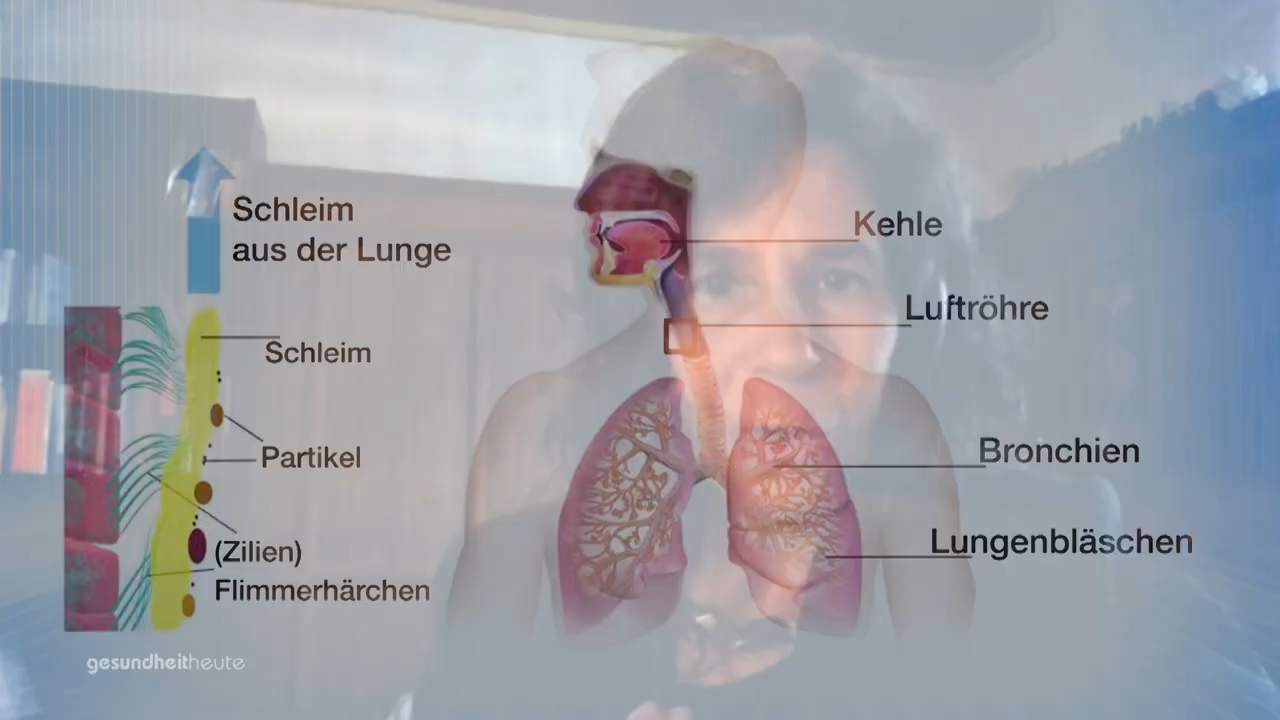 Schleim
aus der Lunge
Schleim
Partikel
(Zilien)
Flimmerhärchen
Kehle
Luftröhre
Bronchien
Lungenbläschen
gesundheitheute